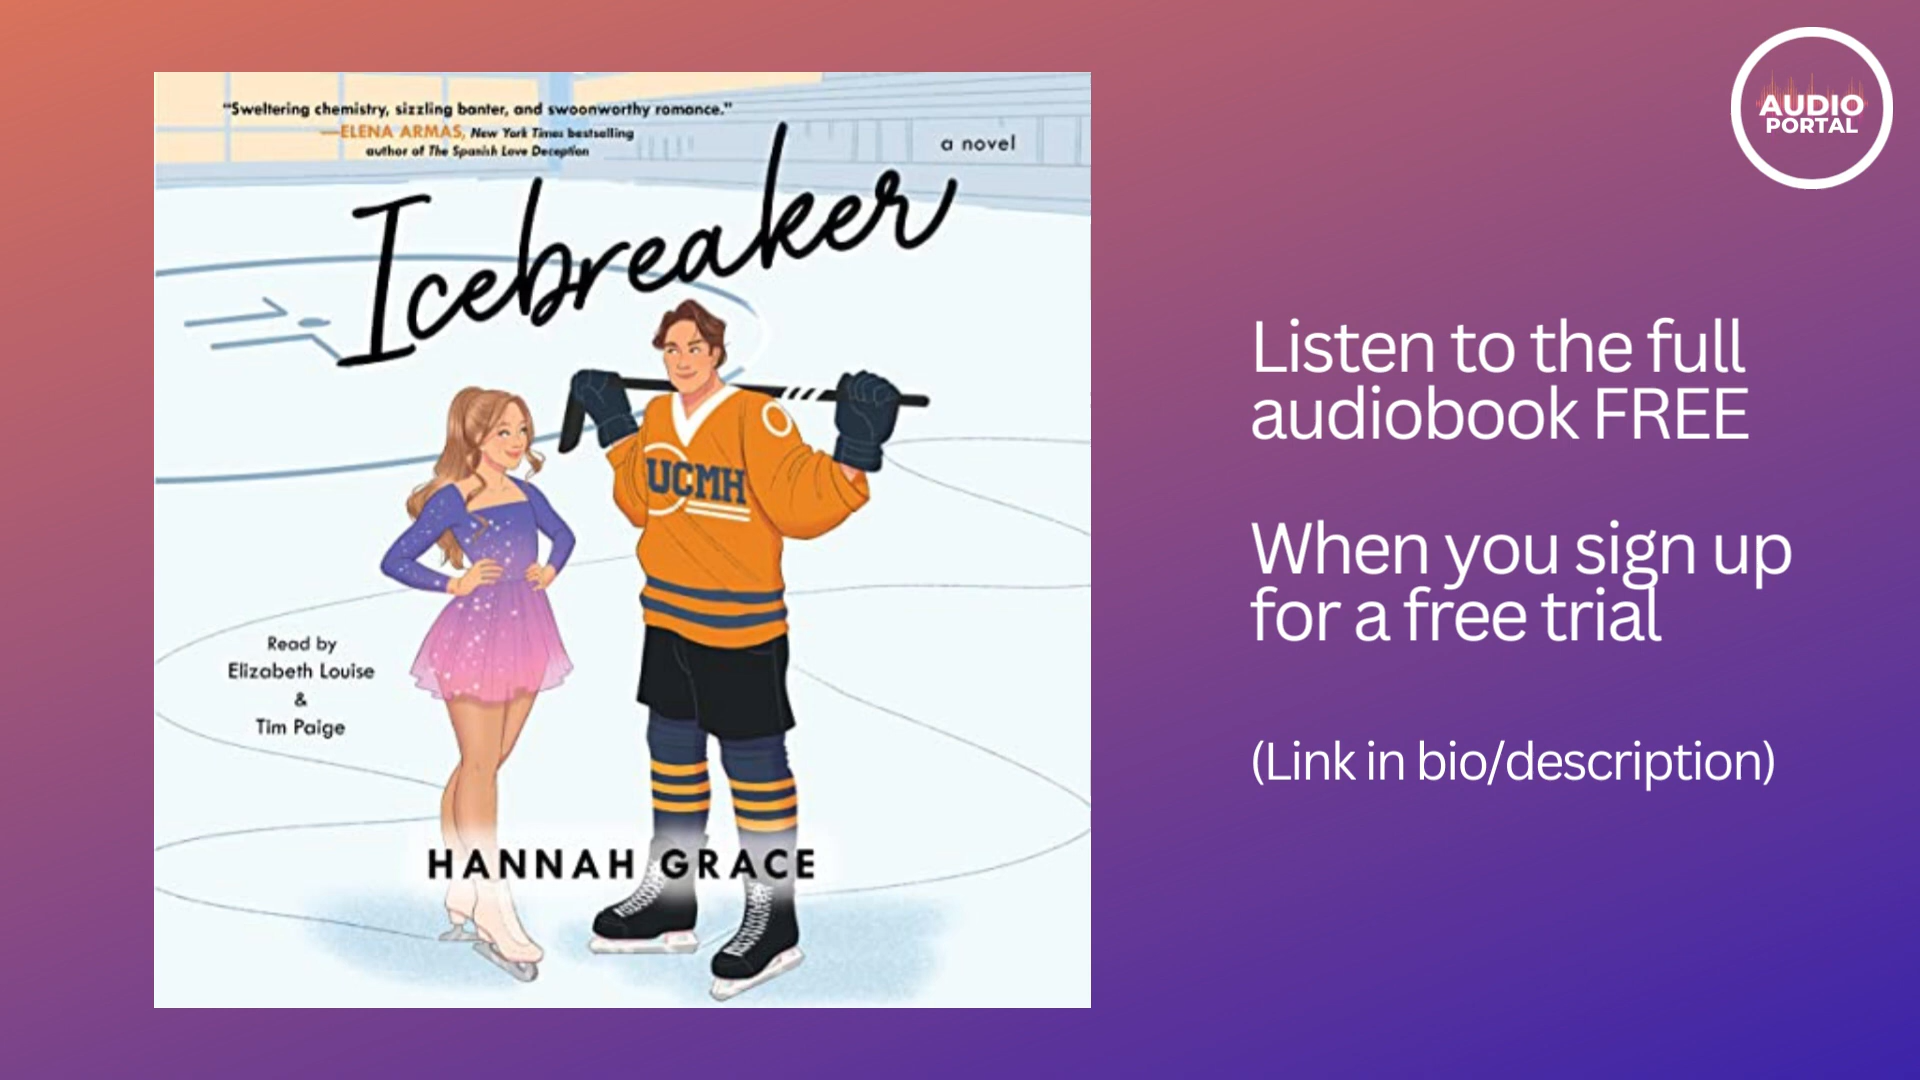 "Sweltering chemistry, sizzling banter, and swoonworthy romance."
—ELENA ARMAS, New York Times bestselling
author of The Spanish Love Deception
a novel
Icebreaker
UCMH
Read by
Elizabeth Louise
&
Tim Paige
HANNAH GRACE
AUDIO
PORTAL
Listen to the full
audiobook FREE
When you sign up
for a free trial
(Link in bio/description)